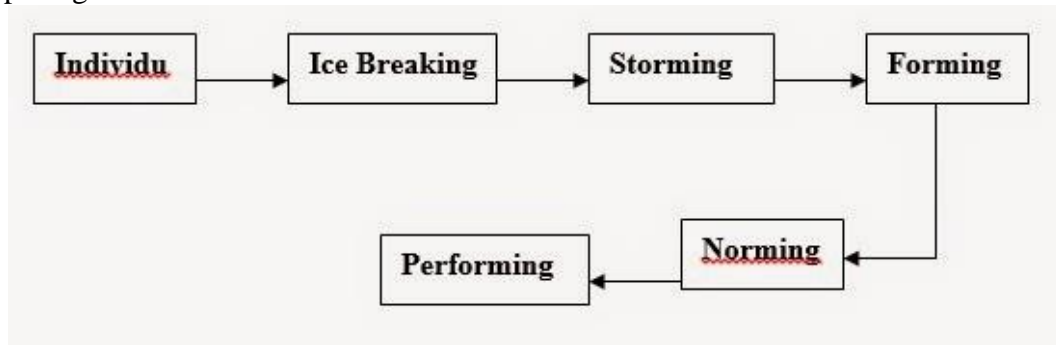 Individu
Ice Breaking
Storming
Forming
Norming
Performing